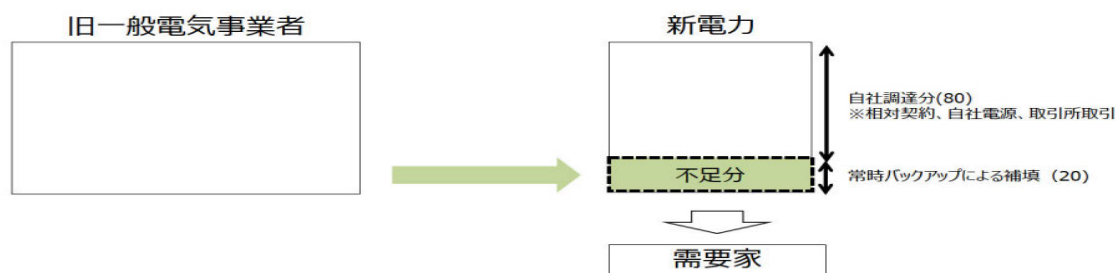 旧一般電気事業者
新電力
自社調達分(80)
※相対契約、自社電源、取引所取引
不足分
常時バックアップによる補填 (20)
需要家